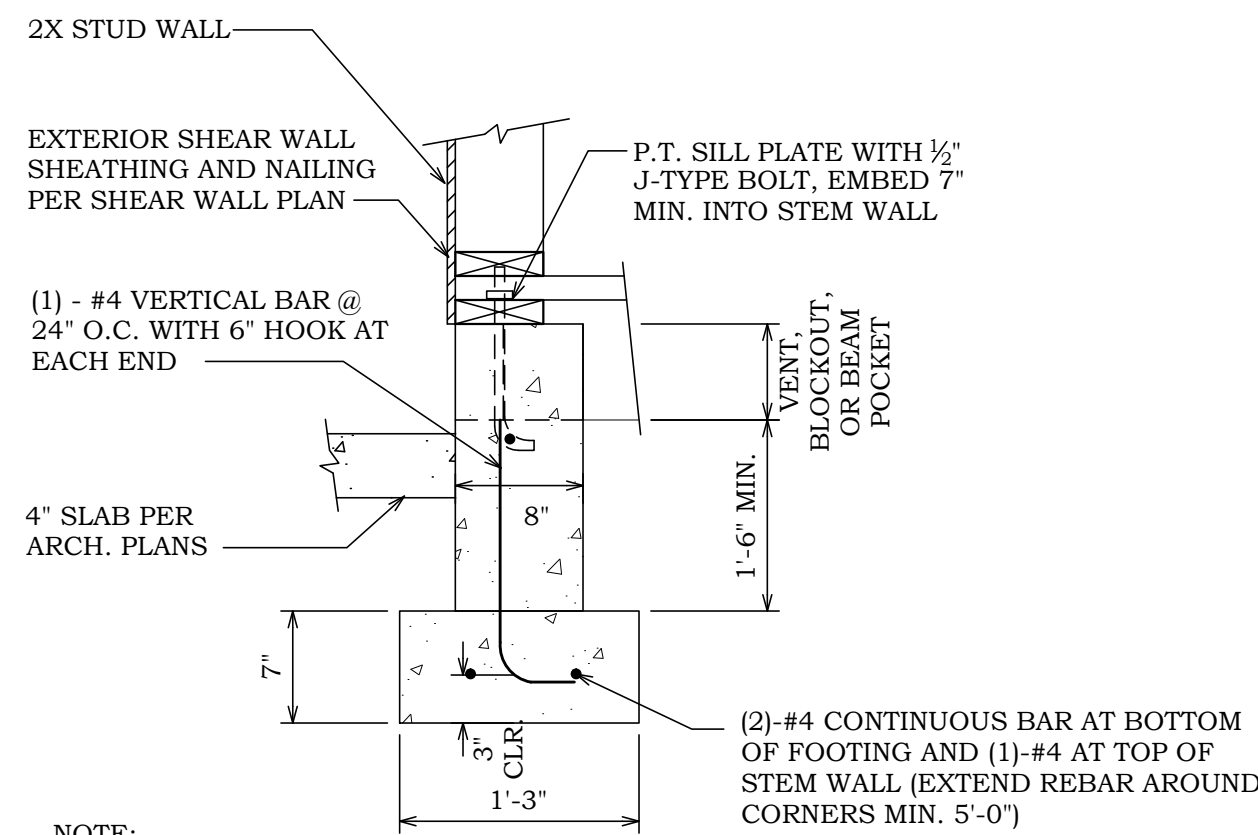 2X STUD WALL
EXTERIOR SHEAR WALL
SHEATHING AND NAILING
PER SHEAR WALL PLAN
P.T. SILL PLATE WITH ½"
J-TYPE BOLT, EMBED 7"
MIN. INTO STEM WALL
(1) - #4 VERTICAL BAR @
24" O.C. WITH 6" HOOK AT
EACH END
VENT,
BLOCKOUT,
OR BEAM
POCKET
4" SLAB PER
ARCH. PLANS
8"
1'-6" MIN.
7"
3"
CLR.
1'-3"
(2)-#4 CONTINUOUS BAR AT BOTTOM
OF FOOTING AND (1)-#4 AT TOP OF
STEM WALL (EXTEND REBAR AROUND
CORNERS MIN. 5'-0")
NOTE: